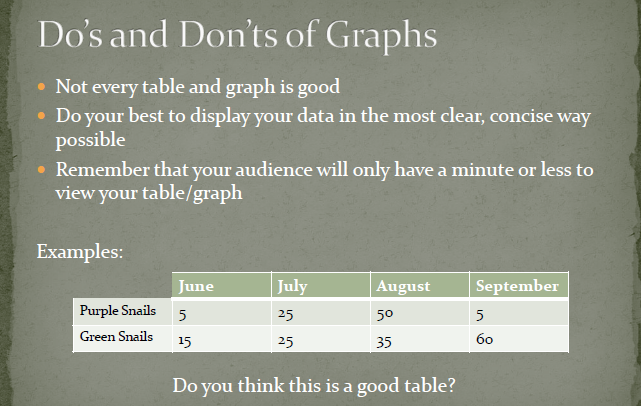 Do's and Don'ts of Graphs
• Not every table and graph is good
• Do your best to display your data in the most clear, concise way
possible
• Remember that your audience will only have a minute or less to
view your table/graph
Examples:
June July August September
Purple Snails 5 25 50 5
Green Snails 15 25 35 60
Do you think this is a good table?